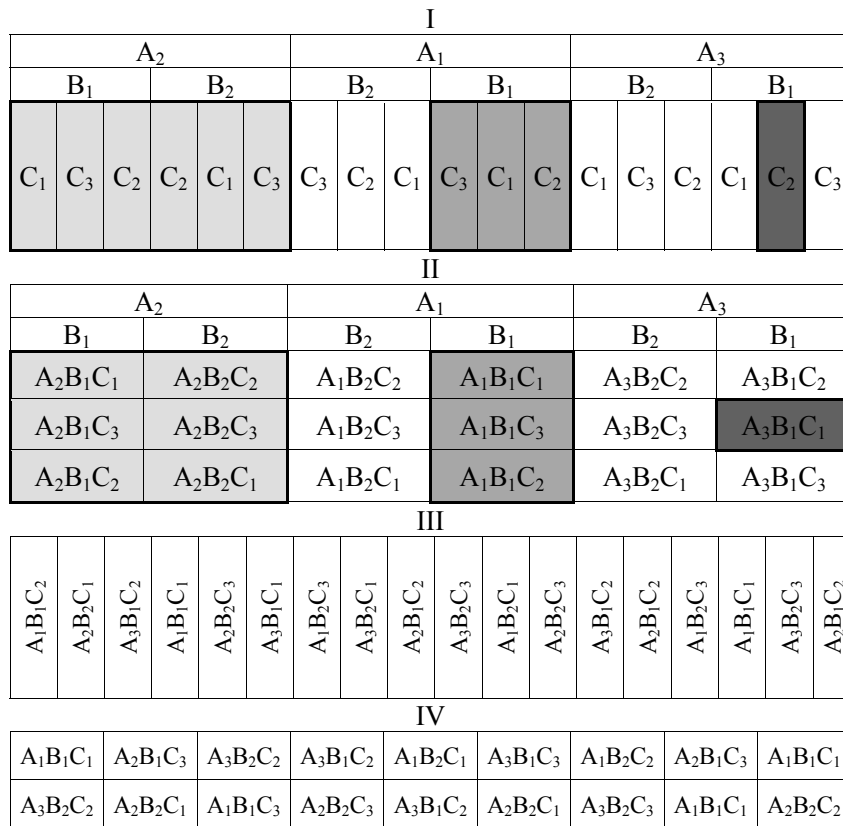 I
A₂ A₁ A₃
B₁ B₂ B₂ B₁ B₂ B₁
C₁ C₃ C₂ C₂ C₁ C₃ C₃ C₂ C₁ C₃ C₁ C₂ C₁ C₃ C₂ C₁ C₂ C₃
II
A₂ A₁ A₃
B₁ B₂ B₂ B₁ B₂ B₁
A₂B₁C₁ A₂B₂C₂ A₁B₂C₂ A₁B₁C₁ A₃B₂C₂ A₃B₁C₂
A₂B₁C₃ A₂B₂C₃ A₁B₂C₃ A₁B₁C₃ A₃B₂C₃ A₃B₁C₁
A₂B₁C₂ A₂B₂C₁ A₁B₂C₁ A₁B₁C₂ A₃B₂C₁ A₃B₁C₃
III
A₁B₁C₂ A₂B₂C₁ A₃B₁C₂ A₁B₁C₁ A₂B₂C₃ A₃B₁C₁ A₁B₂C₃ A₃B₂C₁ A₂B₁C₂ A₃B₂C₃ A₁B₂C₁ A₂B₂C₃ A₃B₁C₂ A₂B₁C₂ A₁B₂C₃ A₁B₁C₁ A₃B₂C₃ A₂B₁C₂
IV
A₁B₁C₁ A₂B₁C₃ A₃B₂C₂ A₃B₁C₂ A₁B₂C₁ A₃B₁C₃ A₁B₂C₂ A₂B₁C₃ A₁B₁C₁
A₃B₂C₂ A₂B₂C₁ A₁B₁C₃ A₂B₂C₃ A₃B₁C₂ A₂B₂C₁ A₃B₂C₃ A₁B₁C₁ A₂B₂C₂